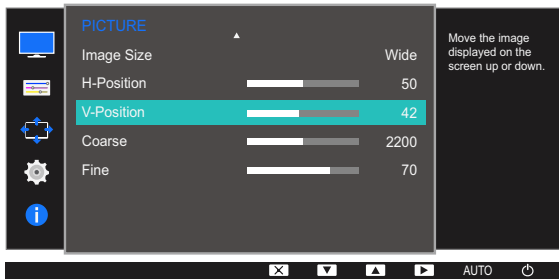 PICTURE
Image Size Wide
H-Position 50
V-Position 42
Coarse 2200
Fine 70
Move the image
displayed on the
screen up or down.
AUTO